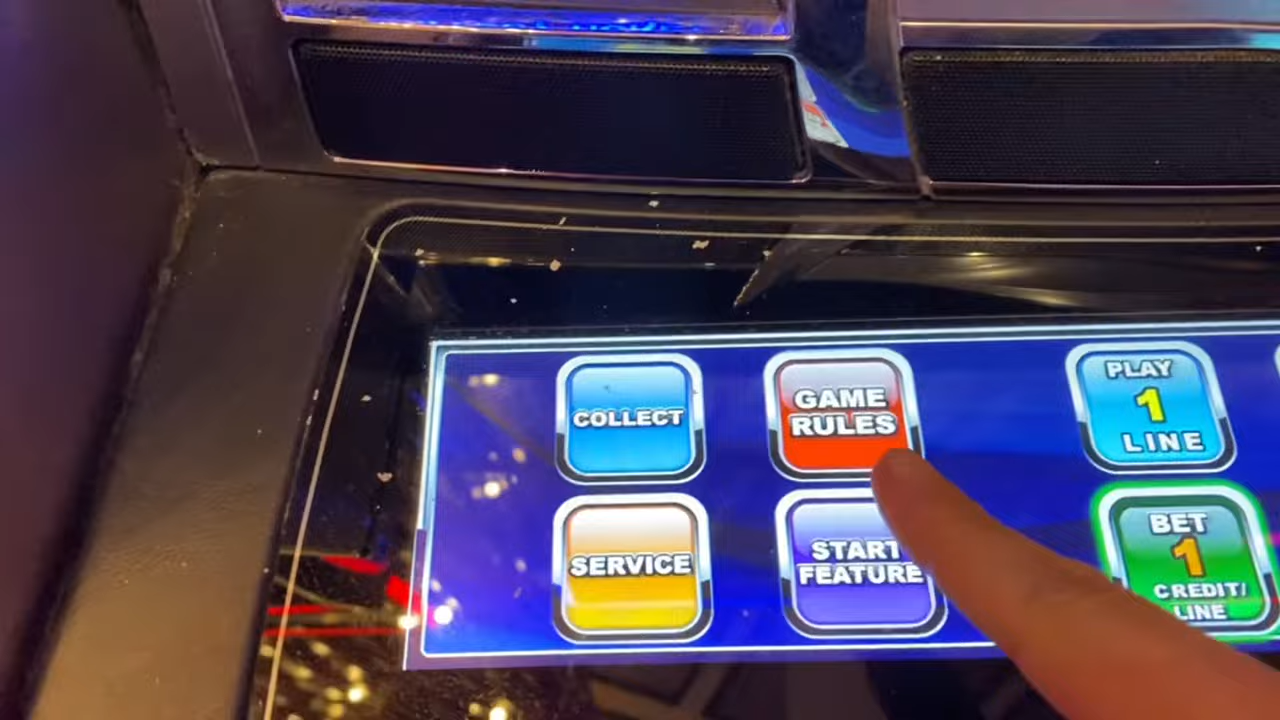 COLLECT
GAME
RULES
PLAY
1
LINE
SERVICE
START
FEATURE
BET
1
CREDIT/
LINE